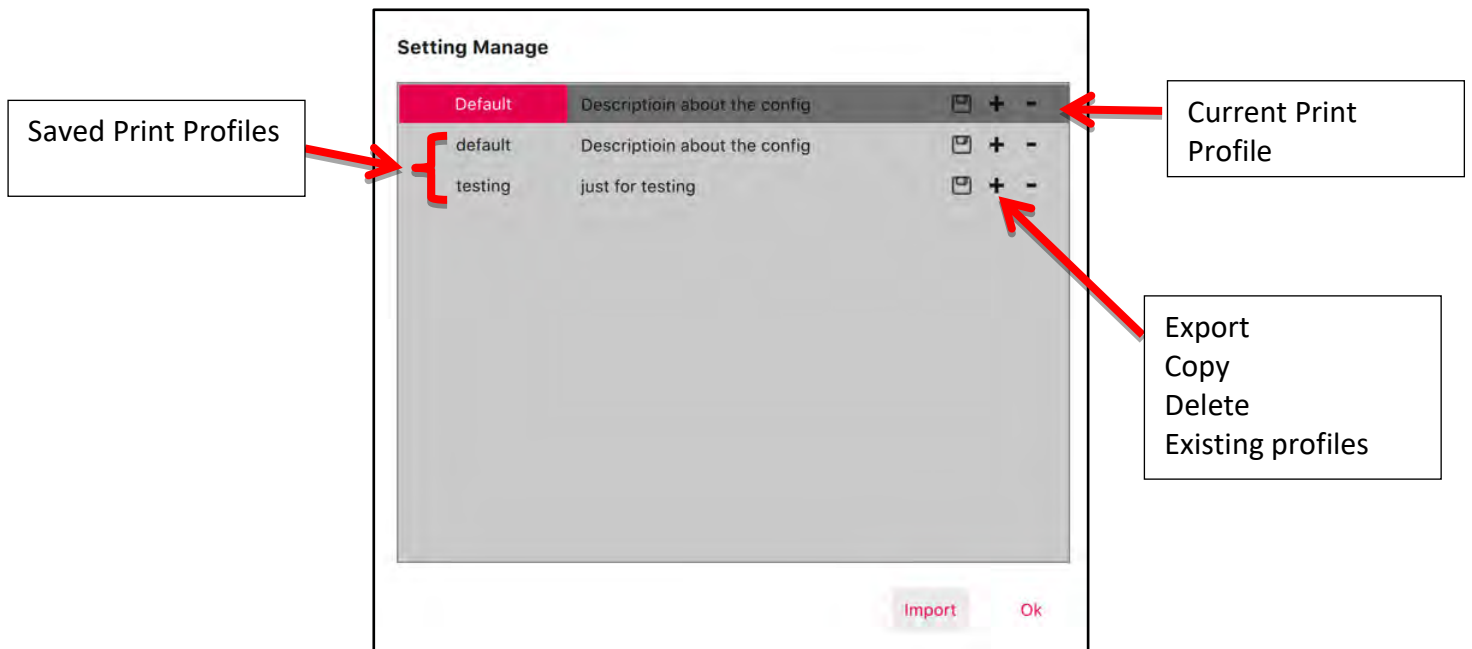 Setting Manage
Saved Print Profiles
Default Descriptioin about the config + -
default Descriptioin about the config + -
testing just for testing + -
Current Print
Profile
Export
Copy
Delete
Existing profiles
Import Ok